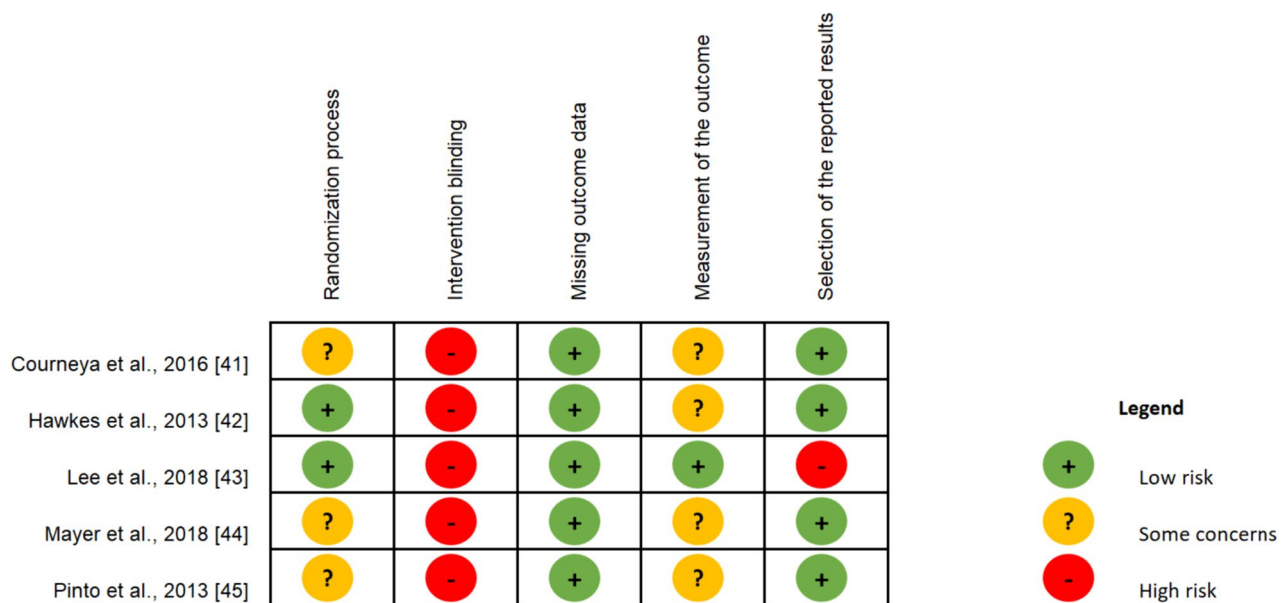 Randomization process
Intervention blinding
Missing outcome data
Measurement of the outcome
Selection of the reported results
Courneya et al., 2016 [41] ? - + ? +
Hawkes et al., 2013 [42] + - + ? +
Lee et al., 2018 [43] + - + + -
Mayer et al., 2018 [44] ? - + ? +
Pinto et al., 2013 [45] ? - + ? +
Legend
+ Low risk
? Some concerns
- High risk